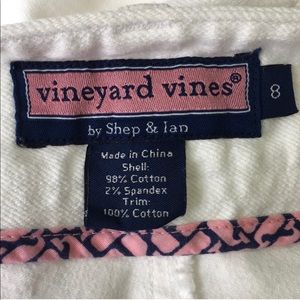 vineyard vines®
8
by Shep & Ian
Made in China
Shell:
98% Cotton
2% Spandex
Trim:
100% Cotton